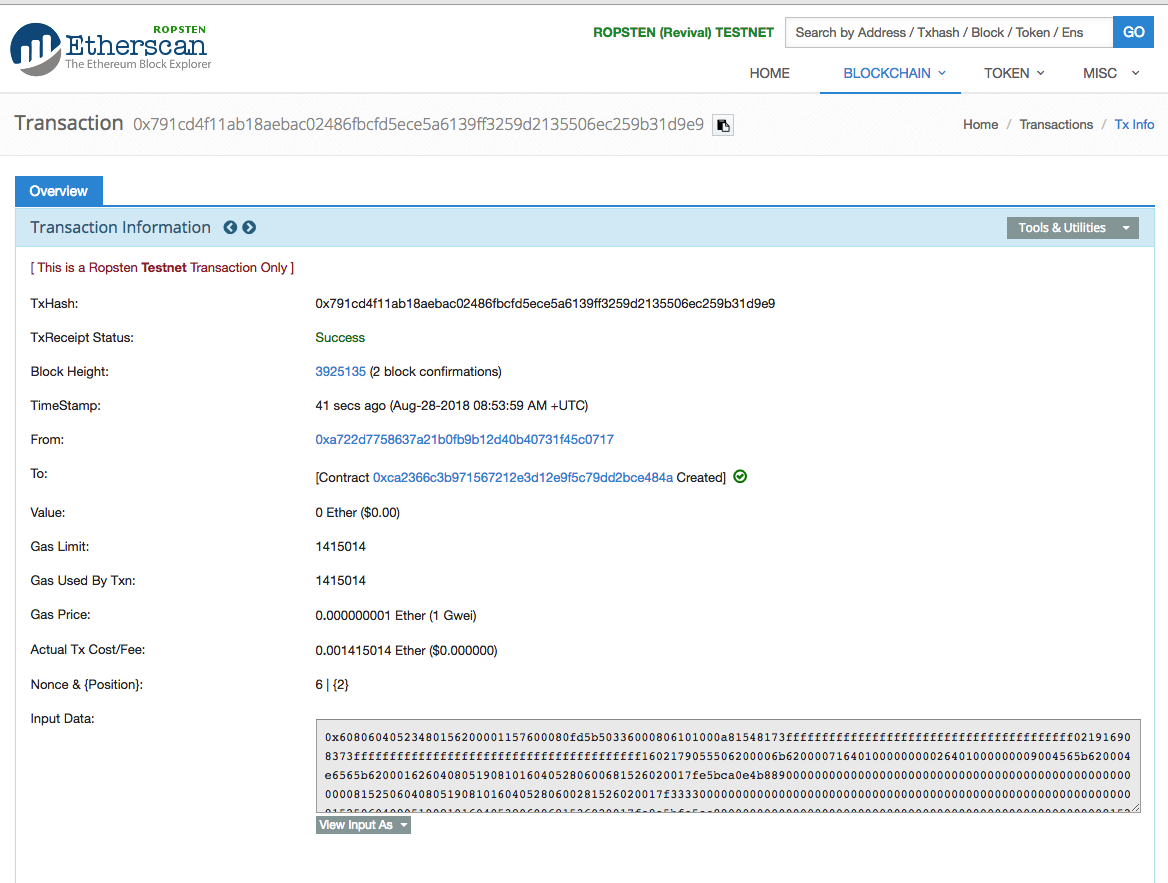 ROPSTEN
Etherscan
The Ethereum Block Explorer
ROPSTEN (Revival) TESTNET
Search by Address / Txhash / Block / Token / Ens
GO
HOME
BLOCKCHAIN
TOKEN
MISC
Transaction 0x791cd4f11ab18aebac02486fbcfd5ece5a6139ff3259d2135506ec259b31d9e9
Home / Transactions / Tx Info
Overview
Transaction Information
Tools & Utilities
[ This is a Ropsten Testnet Transaction Only ]
TxHash: 0x791cd4f11ab18aebac02486fbcfd5ece5a6139ff3259d2135506ec259b31d9e9
TxReceipt Status: Success
Block Height: 3925135 (2 block confirmations)
TimeStamp: 41 secs ago (Aug-28-2018 08:53:59 AM +UTC)
From: 0xa722d7758637a21b0fb9b12d40b40731f45c0717
To: [Contract 0xca2366c3b971567212e3d12e9f5c79dd2bce484a Created]
Value: 0 Ether ($0.00)
Gas Limit: 1415014
Gas Used By Txn: 1415014
Gas Price: 0.000000001 Ether (1 Gwei)
Actual Tx Cost/Fee: 0.001415014 Ether ($0.000000)
Nonce & {Position}: 6 | {2}
Input Data:
View Input As